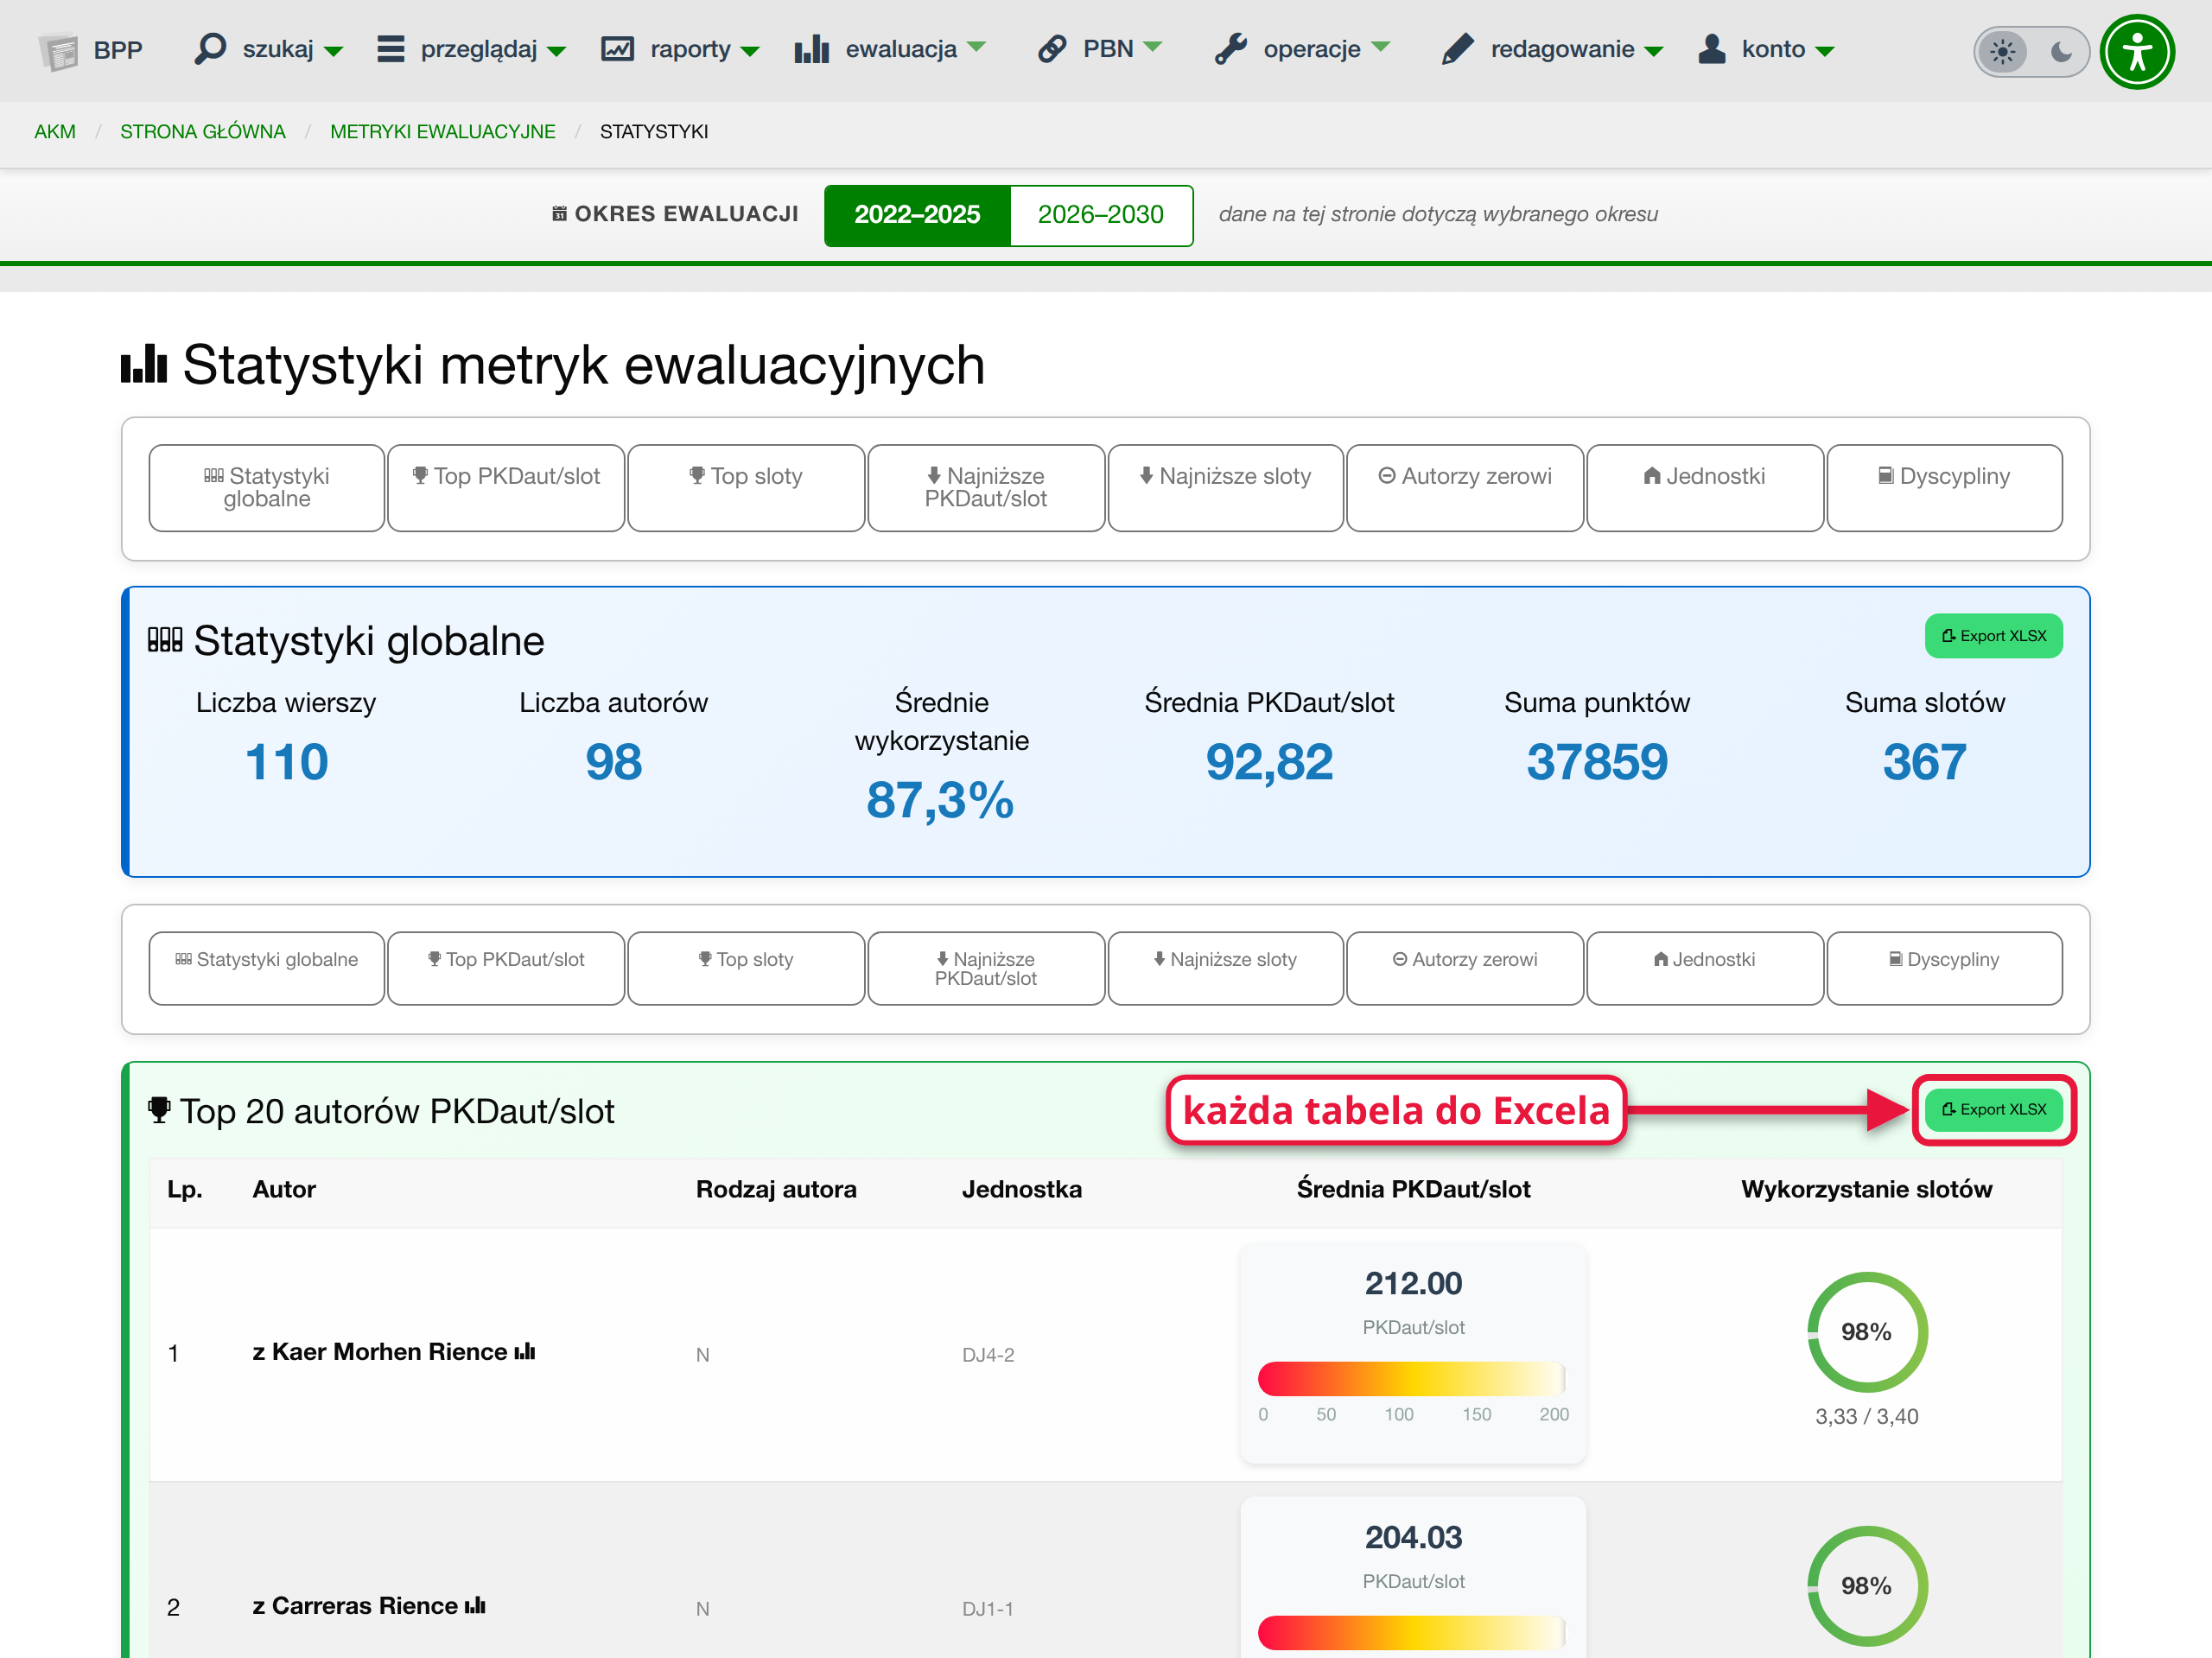 BPP szukaj przeglądaj raporty ewaluacja PBN operacje redagowanie konto
AKM / STRONA GŁÓWNA / METRYKI EWALUACYJNE / STATYSTYKI
OKRES EWALUACJI 2022–2025 2026–2030 dane na tej stronie dotyczą wybranego okresu
Statystyki metryk ewaluacyjnych
Statystyki globalne
Top PKDaut/slot
Top sloty
Najniższe PKDaut/slot
Najniższe sloty
Autorzy zerowi
Jednostki
Dyscypliny
Statystyki globalne
Export XLSX
Liczba wierszy
110
Liczba autorów
98
Średnie wykorzystanie
87,3%
Średnia PKDaut/slot
92,82
Suma punktów
37859
Suma slotów
367
Statystyki globalne
Top PKDaut/slot
Top sloty
Najniższe PKDaut/slot
Najniższe sloty
Autorzy zerowi
Jednostki
Dyscypliny
Top 20 autorów PKDaut/slot
każda tabela do Excela
Export XLSX
Lp. Autor Rodzaj autora Jednostka Średnia PKDaut/slot Wykorzystanie slotów
1 z Kaer Morhen Rience N DJ4-2
212.00
PKDaut/slot
0 50 100 150 200
98%
3,33 / 3,40
2 z Carreras Rience N DJ1-1
204.03
PKDaut/slot
98%